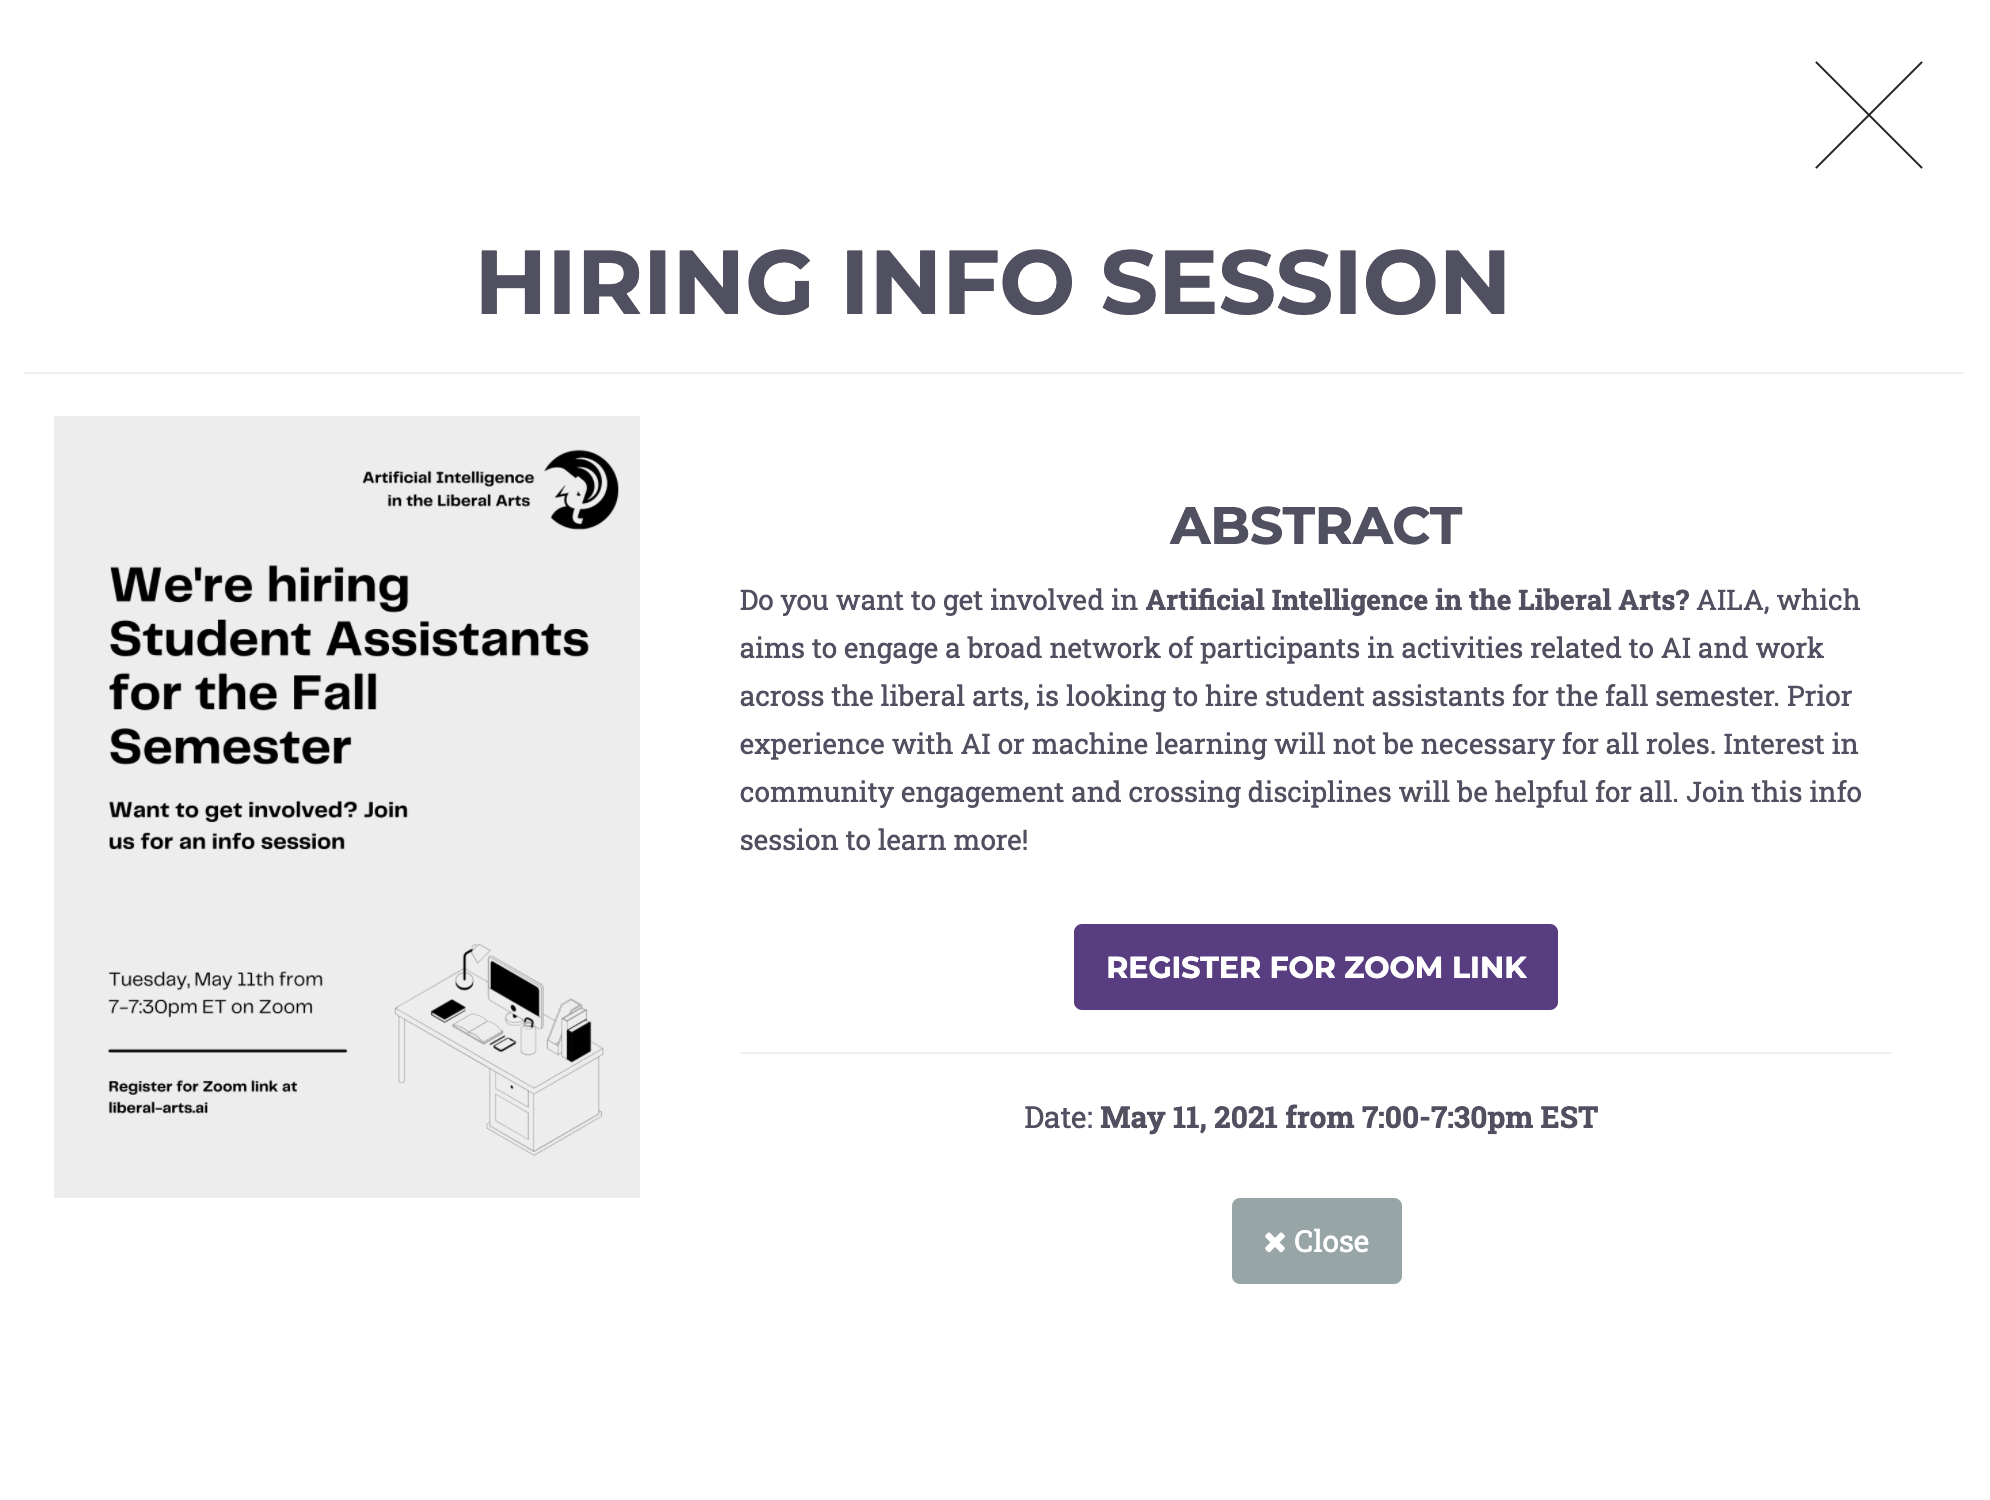 HIRING INFO SESSION
Artificial Intelligence
in the Liberal Arts
We're hiring
Student Assistants
for the Fall
Semester
Want to get involved? Join
us for an info session
Tuesday, May 11th from
7-7:30pm ET on Zoom
Register for Zoom link at
liberal-arts.ai
ABSTRACT
Do you want to get involved in Artificial Intelligence in the Liberal Arts? AILA, which
aims to engage a broad network of participants in activities related to AI and work
across the liberal arts, is looking to hire student assistants for the fall semester. Prior
experience with AI or machine learning will not be necessary for all roles. Interest in
community engagement and crossing disciplines will be helpful for all. Join this info
session to learn more!
REGISTER FOR ZOOM LINK
Date: May 11, 2021 from 7:00-7:30pm EST
Close